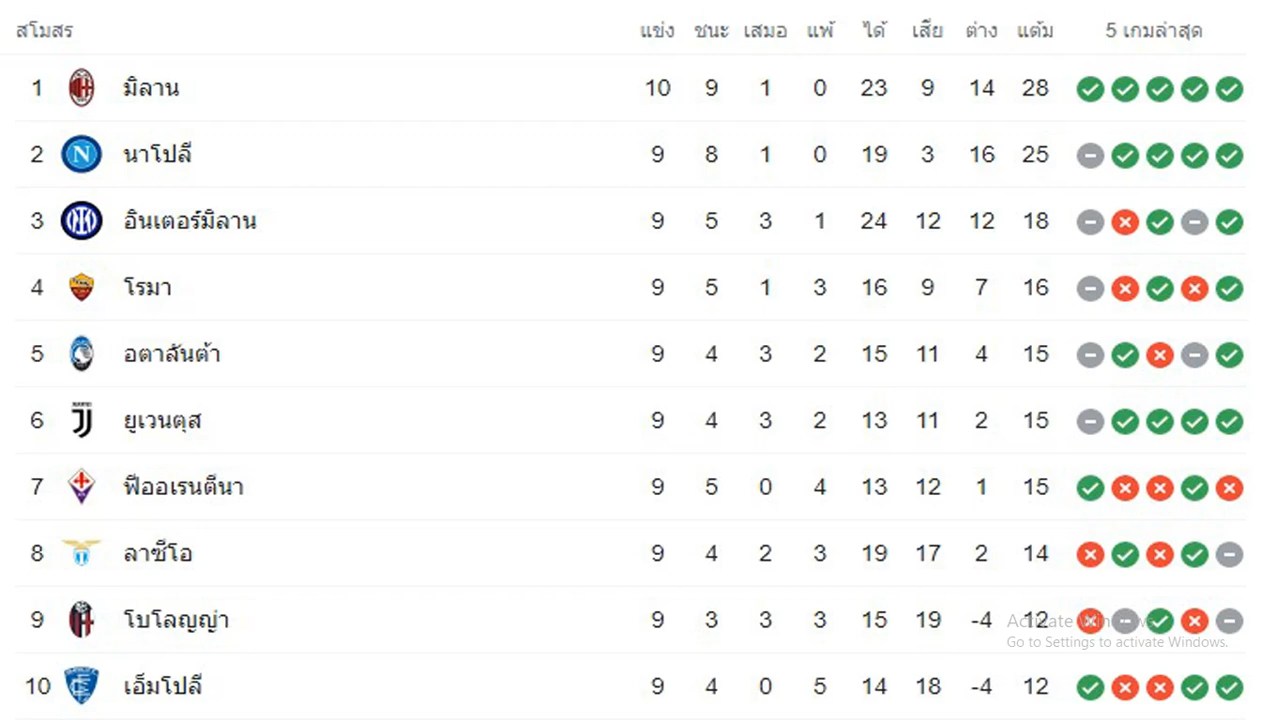 สโมสร แข่ง ชนะ เสมอ แพ้ ได้ เสีย ต่าง แต้ม 5 เกมล่าสุด
1 มิลาน 10 9 1 0 23 9 14 28
2 N นาโปลี 9 8 1 0 19 3 16 25
3 อินเตอร์มิลาน 9 5 3 1 24 12 12 18
4 โรมา 9 5 1 3 16 9 7 16
5 อตาลันต้า 9 4 3 2 15 11 4 15
6 ยูเวนตุส 9 4 3 2 13 11 2 15
7 ฟิออเรนตีนา 9 5 0 4 13 12 1 15
8 ลาซีโอ 9 4 2 3 19 17 2 14
9 โบโลญญ่า 9 3 3 3 15 19 -4 12
Activate Windows
Go to Settings to activate Windows.
10 เอ็มโปลี 9 4 0 5 14 18 -4 12